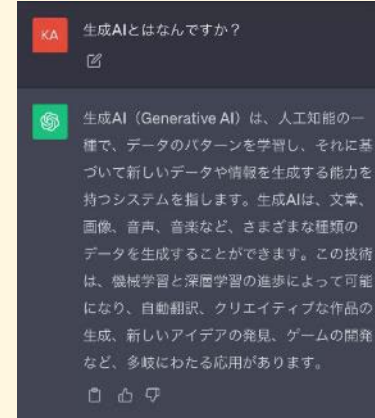 KA
生成AIとはなんですか？
生成AI（Generative AI）は、人工知能の一
種で、データのパターンを学習し、それに基
づいて新しいデータや情報を生成する能力を
持つシステムを指します。生成AIは、文章、
画像、音声、音楽など、さまざまな種類の
データを生成することができます。この技術
は、機械学習と深層学習の進歩によって可能
になり、自動翻訳、クリエイティブな作品の
生成、新しいアイデアの発見、ゲームの開発
など、多岐にわたる応用があります。